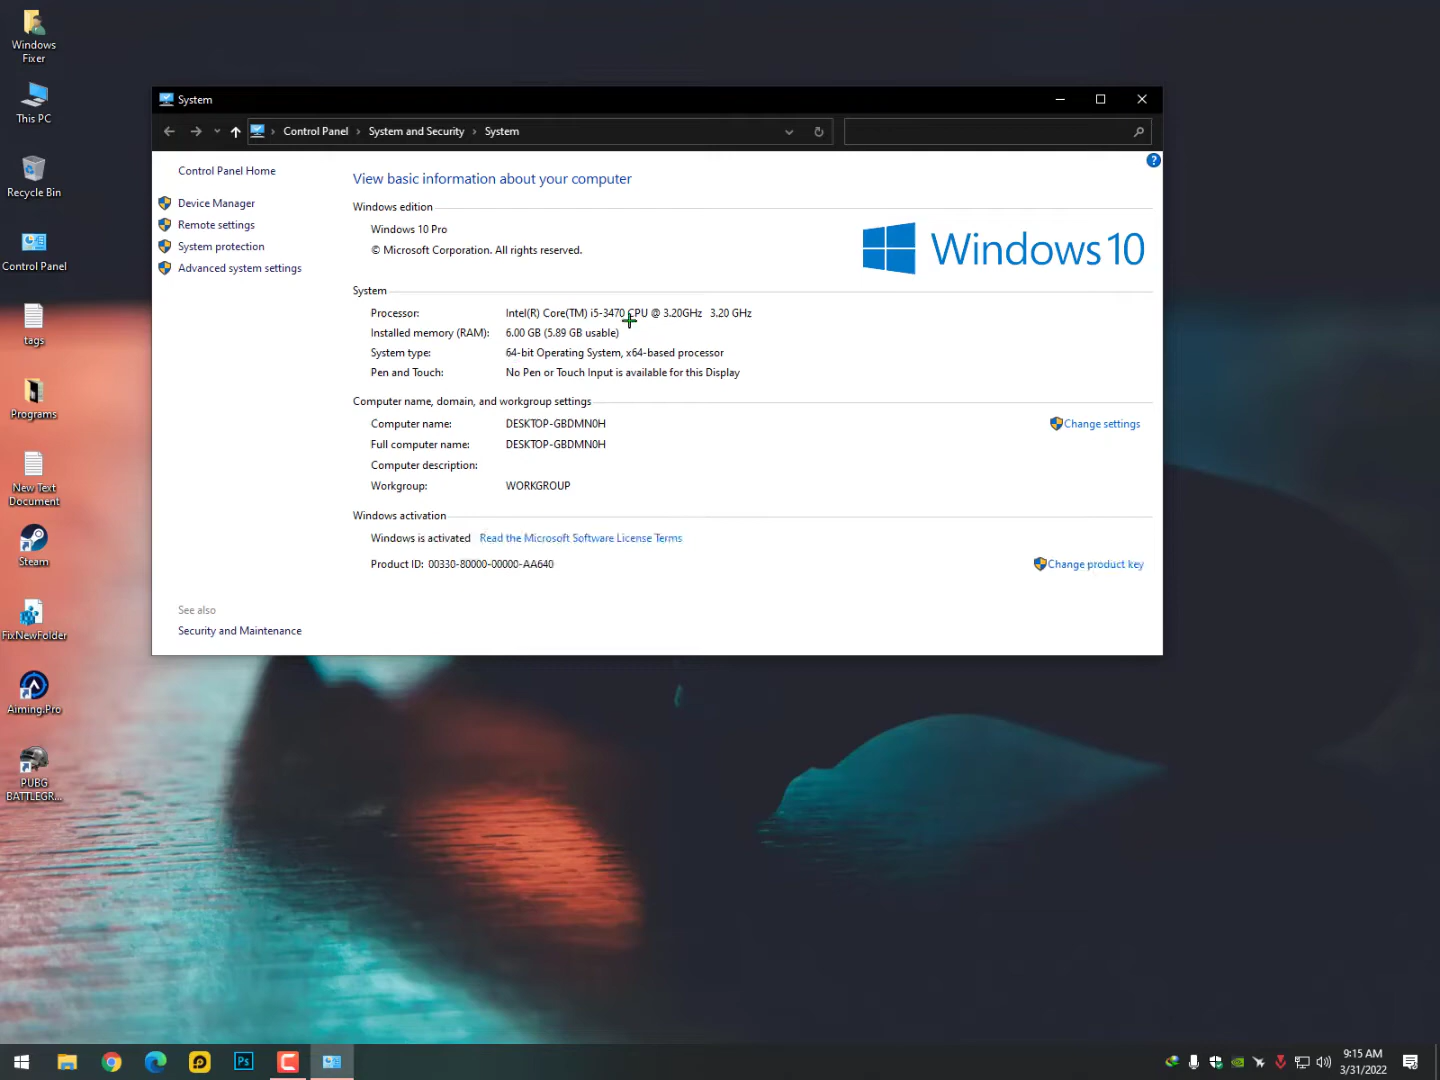 Windows
Fixer
This PC
Recycle Bin
Control Panel
tags
Programs
New Text
Document
Steam
FixNewFolder
Aiming.Pro
PUBG
BATTLEGR...
System
Control Panel › System and Security › System
Control Panel Home
Device Manager
Remote settings
System protection
Advanced system settings
See also
Security and Maintenance
View basic information about your computer
Windows edition
Windows 10 Pro
© Microsoft Corporation. All rights reserved.
Windows 10
System
Processor: Intel(R) Core(TM) i5-3470 CPU @ 3.20GHz 3.20 GHz
Installed memory (RAM): 6.00 GB (5.89 GB usable)
System type: 64-bit Operating System, x64-based processor
Pen and Touch: No Pen or Touch Input is available for this Display
Computer name, domain, and workgroup settings
Computer name: DESKTOP-GBDMN0H
Change settings
Full computer name: DESKTOP-GBDMN0H
Computer description:
Workgroup: WORKGROUP
Windows activation
Windows is activated Read the Microsoft Software License Terms
Product ID: 00330-80000-00000-AA640
Change product key
Ps
9:15 AM
3/31/2022